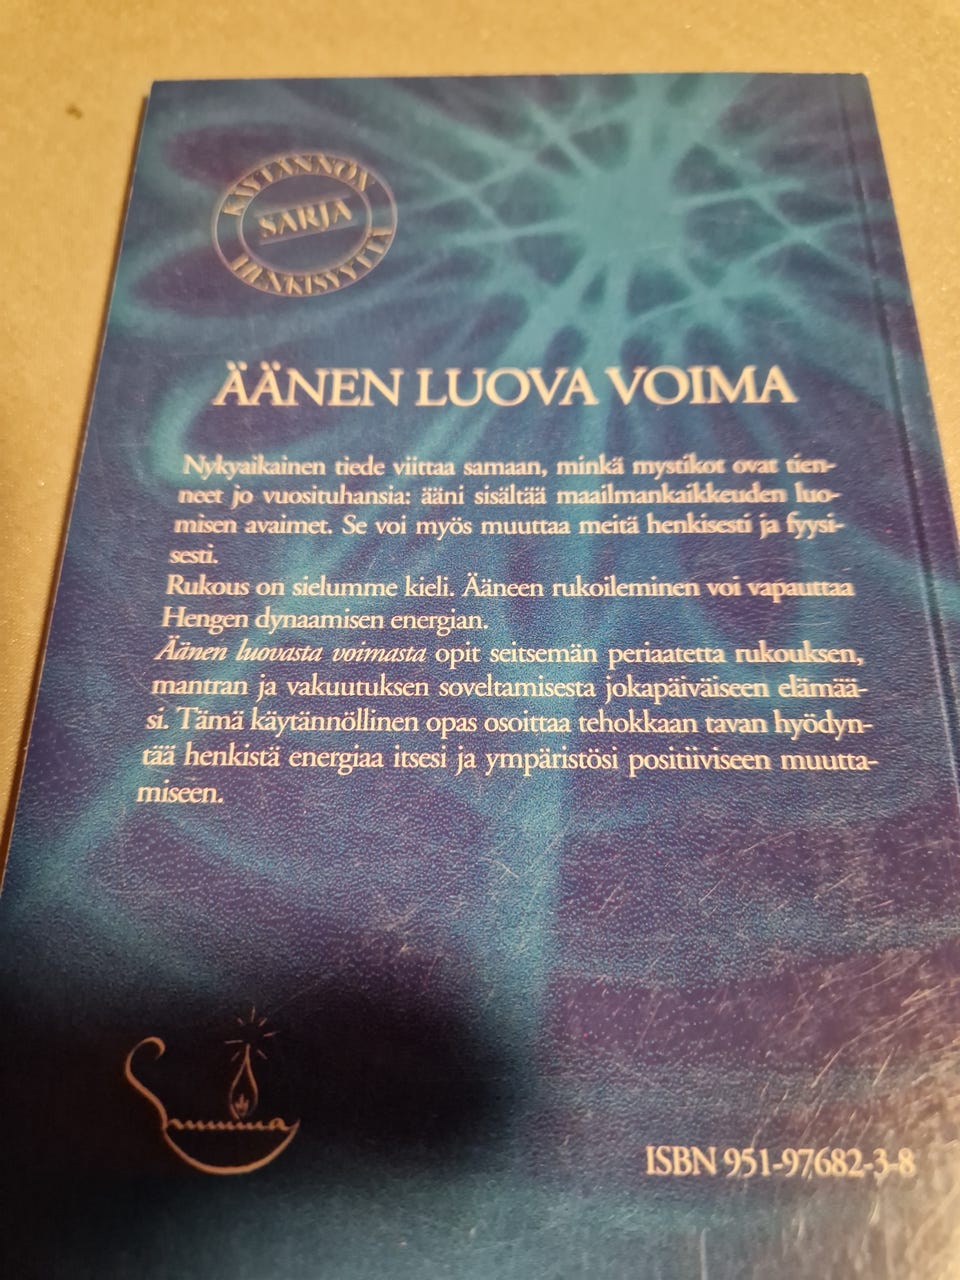 KÄYTÄNNÖN
SARJA
HENKISYYTTÄ
ÄÄNEN LUOVA VOIMA
Nykyaikainen tiede viittaa samaan, minkä mystikot ovat tien-
neet jo vuosituhansia: ääni sisältää maailmankaikkeuden luo-
misen avaimet. Se voi myös muuttaa meitä henkisesti ja fyysi-
sesti.
Rukous on sielumme kieli. Ääneen rukoileminen voi vapauttaa
Hengen dynaamisen energian.
Äänen luovasta voimasta opit seitsemän periaatetta rukouksen,
mantran ja vakuutuksen soveltamisesta jokapäiväiseen elämää-
si. Tämä käytännöllinen opas osoittaa tehokkaan tavan hyödyn-
tää henkistä energiaa itsesi ja ympäristösi positiiviseen muutta-
miseen.
Summa
ISBN 951-97682-3-8